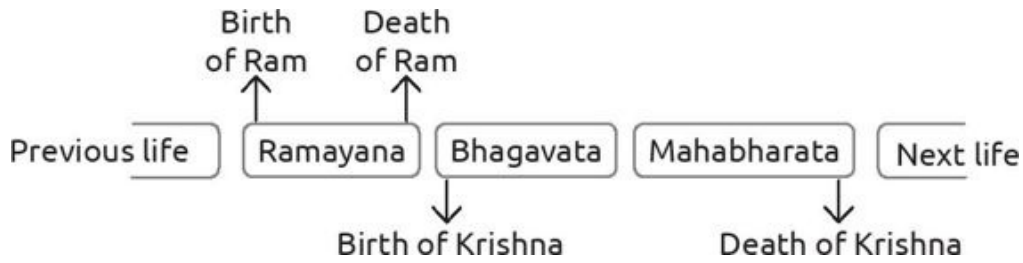 Birth
of Ram
Death
of Ram
Previous life
Ramayana
Bhagavata
Mahabharata
Next life
Birth of Krishna
Death of Krishna